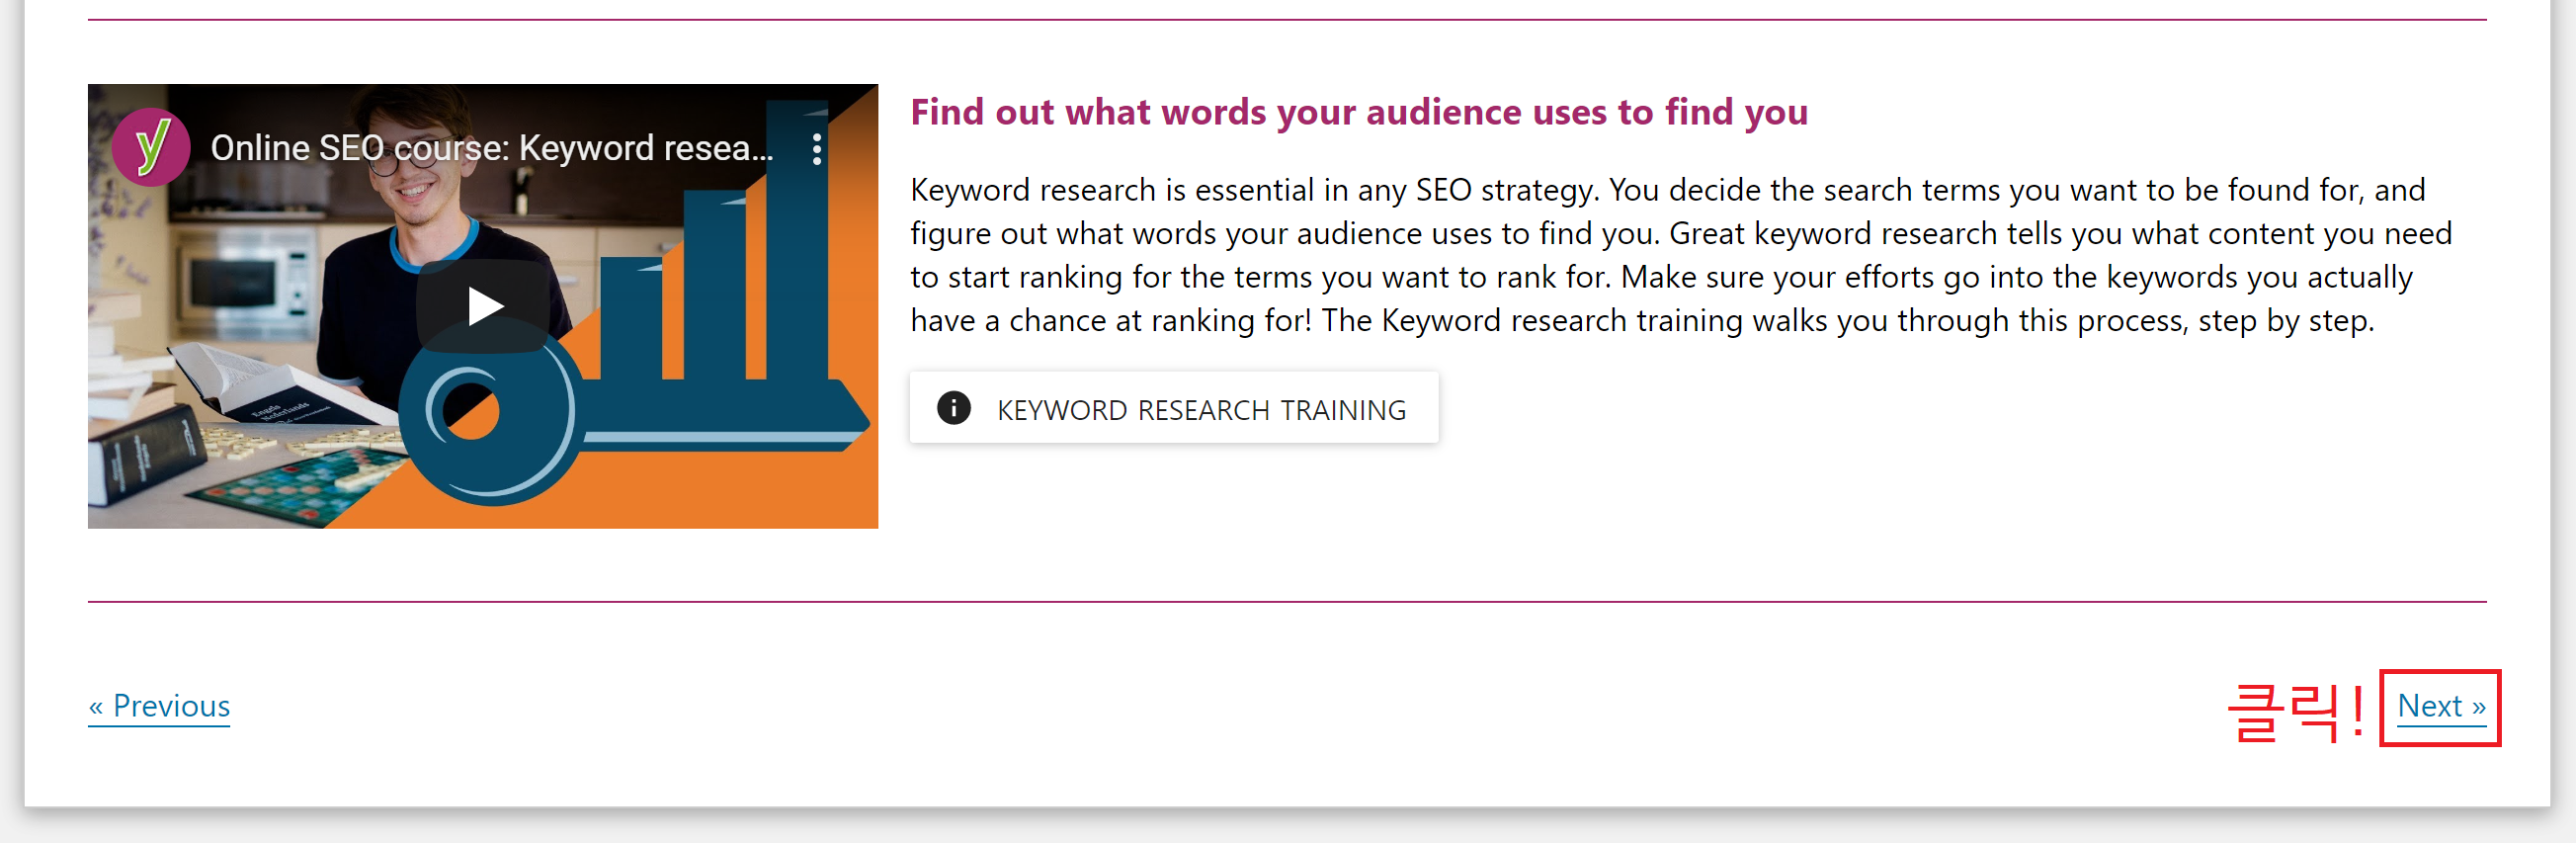 Online SEO course: Keyword resea...
Find out what words your audience uses to find you
Keyword research is essential in any SEO strategy. You decide the search terms you want to be found for, and
figure out what words your audience uses to find you. Great keyword research tells you what content you need
to start ranking for the terms you want to rank for. Make sure your efforts go into the keywords you actually
have a chance at ranking for! The Keyword research training walks you through this process, step by step.
KEYWORD RESEARCH TRAINING
Engels
Nederlands
« Previous
클릭!
Next »